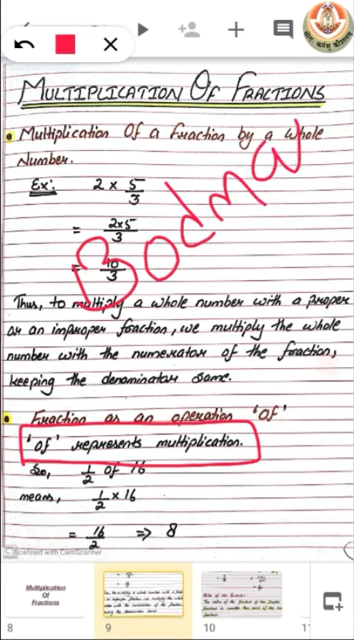 MULTIPLICATION OF FRACTIONS
Multiplication Of a Fraction by a Whole
Number.
Ex: 2 × 5/3
= 2×5/3
= 10/3
Bodma
Thus, to multiply a whole number with a proper
or an improper fraction, we multiply the whole
number with the numerator of the fraction,
keeping the denominator same.
Fraction as an operation 'OF'
'of' represents multiplication.
So, 1/2 of 16
means, 1/2 × 16
= 16/2 ⇒ 8
Scanned with CamScanner
Multiplication
Of
Fractions
8 9 10 11